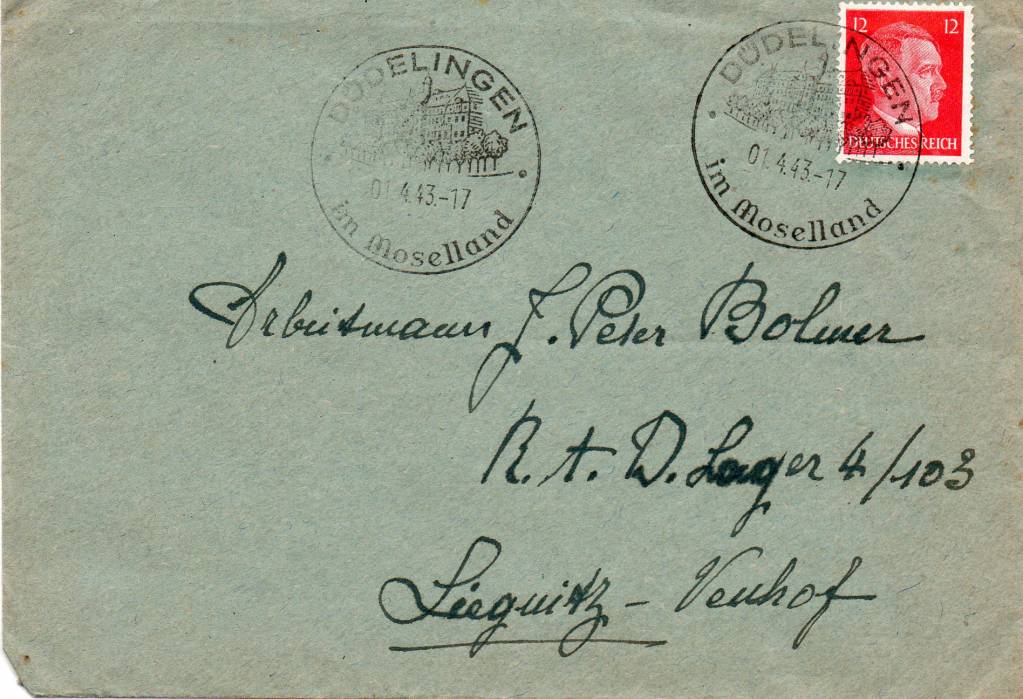 DÜDELINGEN
01.4.43.-17
im Moselland
DÜDELINGEN
01.4.43.-17
im Moselland
12 12
DEUTSCHES REICH
Arbeitsmann J. Peter Bolmer
R. A. D. Lager 4/103
Liegnitz - Neuhof